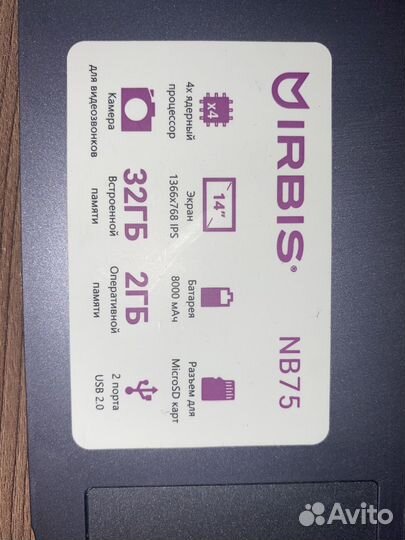 IRBIS®
NB75
x4
4х ядерный
процессор
14"
Экран
1366x768 IPS
Батарея
8000 мАч
Разъем для
MicroSD карт
Камера
для видеозвонков
32ГБ
Встроенной
памяти
2ГБ
Оперативной
памяти
2 порта
USB 2.0
Avito